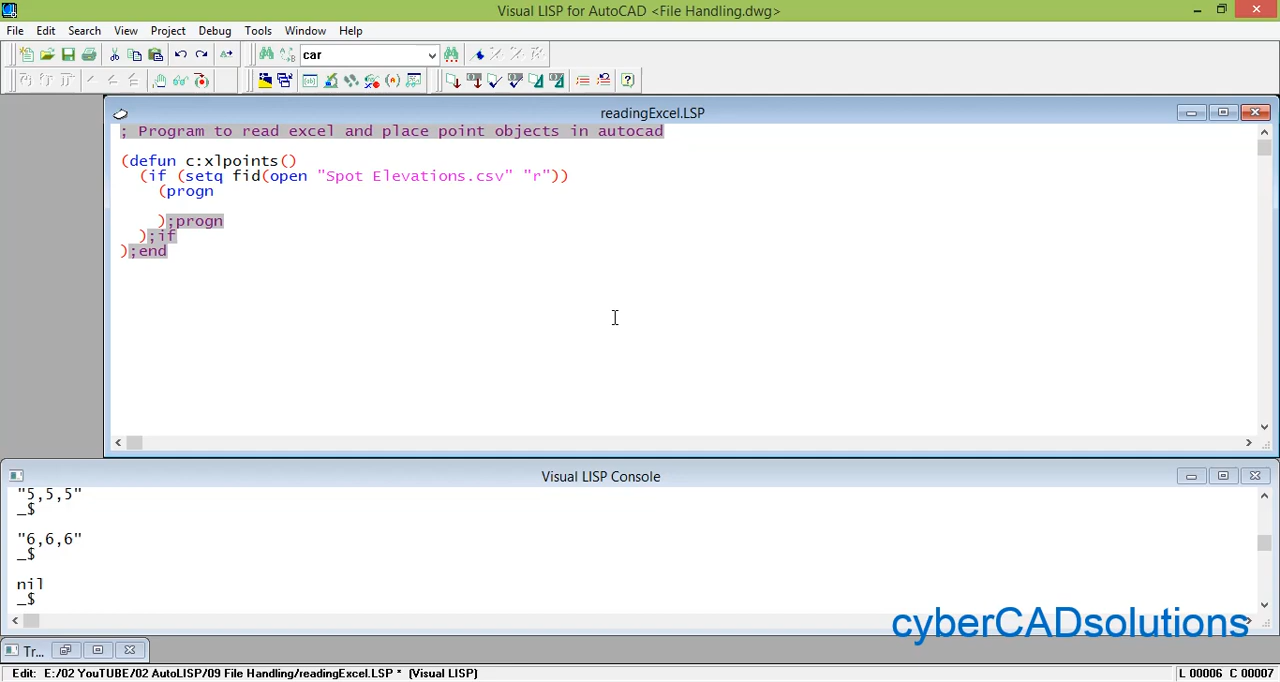 Visual LISP for AutoCAD <File Handling.dwg>
File Edit Search View Project Debug Tools Window Help
car
readingExcel.LSP
; Program to read excel and place point objects in autocad
(defun c:xlpoints()
(if (setq fid(open "Spot Elevations.csv" "r"))
(progn
);progn
);if
);end
Visual LISP Console
"5,5,5"
_$
"6,6,6"
_$
nil
_$
cyberCADsolutions
Tr...
Edit: E:/02 YouTUBE/02 AutoLISP/09 File Handling/readingExcel.LSP * (Visual LISP)
L 00006 C 00007